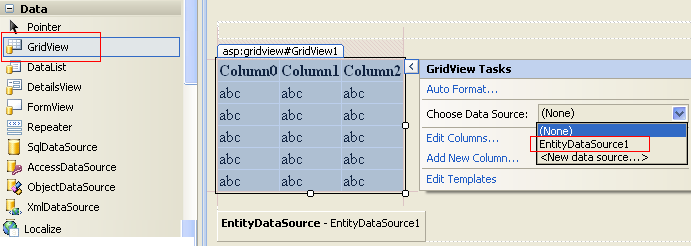 Data
Pointer
GridView
DataList
DetailsView
FormView
Repeater
SqlDataSource
AccessDataSource
ObjectDataSource
XmlDataSource
Localize
asp:gridview#GridView1
Column0 Column1 Column2
abc abc abc
abc abc abc
abc abc abc
abc abc abc
abc abc abc
EntityDataSource - EntityDataSource1
GridView Tasks
Auto Format...
Choose Data Source: (None)
(None)
EntityDataSource1
<New data source...>
Edit Columns...
Add New Column...
Edit Templates